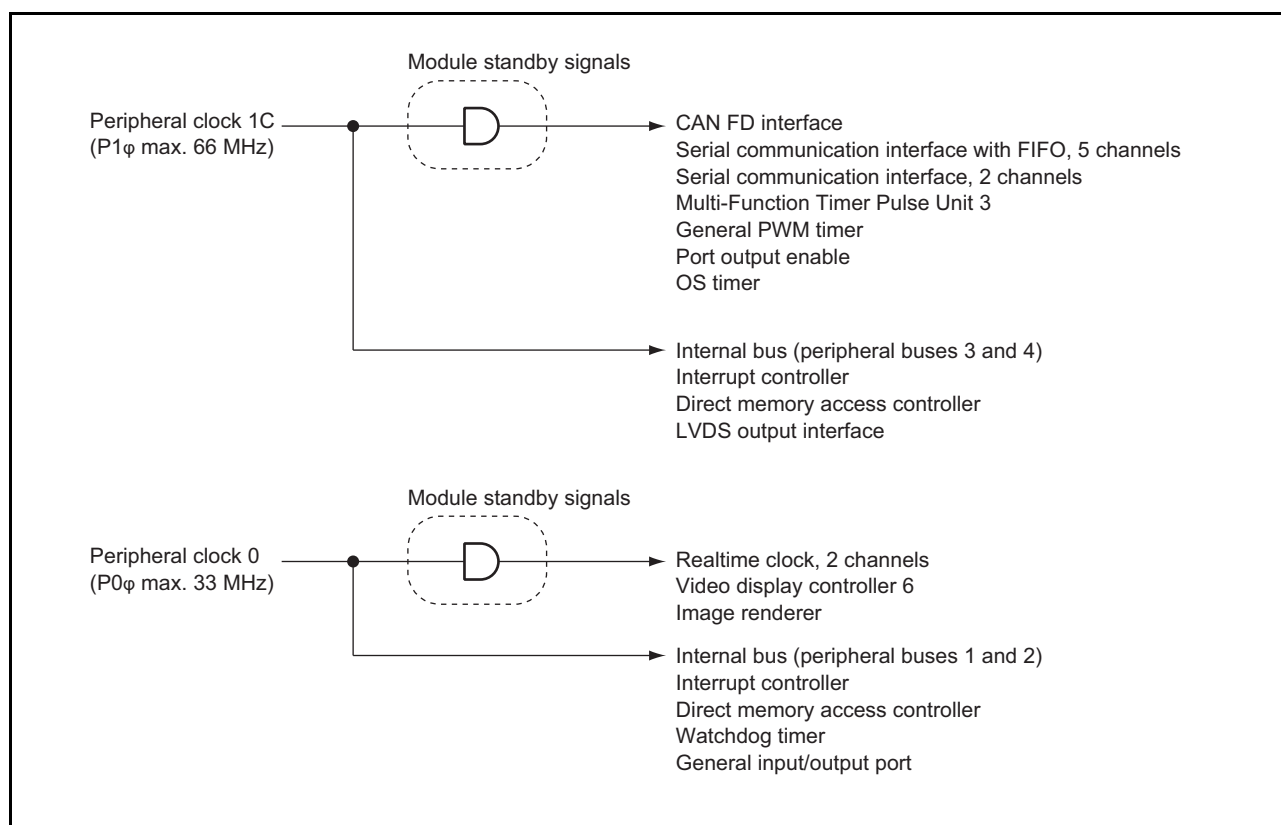 Module standby signals
Peripheral clock 1C
(P1φ max. 66 MHz)
CAN FD interface
Serial communication interface with FIFO, 5 channels
Serial communication interface, 2 channels
Multi-Function Timer Pulse Unit 3
General PWM timer
Port output enable
OS timer
Internal bus (peripheral buses 3 and 4)
Interrupt controller
Direct memory access controller
LVDS output interface
Module standby signals
Peripheral clock 0
(P0φ max. 33 MHz)
Realtime clock, 2 channels
Video display controller 6
Image renderer
Internal bus (peripheral buses 1 and 2)
Interrupt controller
Direct memory access controller
Watchdog timer
General input/output port